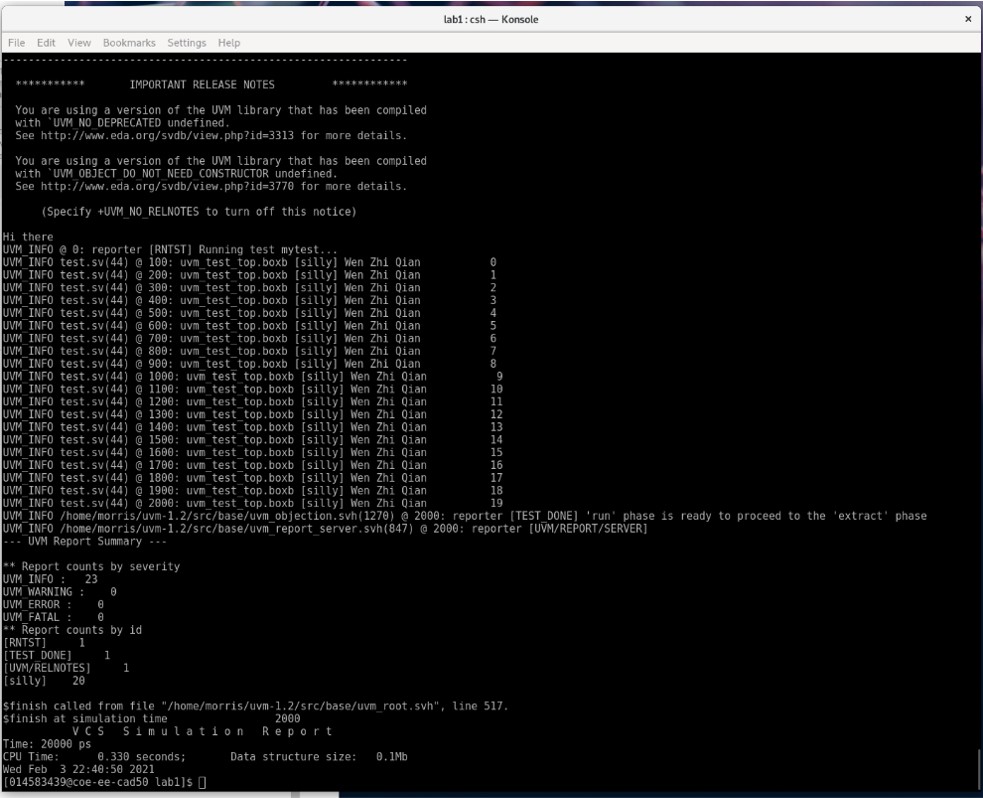 lab1 : csh — Konsole
File Edit View Bookmarks Settings Help
----------------------------------------------------------------
*********** IMPORTANT RELEASE NOTES ************
You are using a version of the UVM library that has been compiled
with `UVM_NO_DEPRECATED undefined.
See http://www.eda.org/svdb/view.php?id=3313 for more details.
You are using a version of the UVM library that has been compiled
with `UVM_OBJECT_DO_NOT_NEED_CONSTRUCTOR undefined.
See http://www.eda.org/svdb/view.php?id=3770 for more details.
(Specify +UVM_NO_RELNOTES to turn off this notice)
Hi there
UVM_INFO @ 0: reporter [RNTST] Running test mytest...
UVM_INFO test.sv(44) @ 100: uvm_test_top.boxb [silly] Wen Zhi Qian 0
UVM_INFO test.sv(44) @ 200: uvm_test_top.boxb [silly] Wen Zhi Qian 1
UVM_INFO test.sv(44) @ 300: uvm_test_top.boxb [silly] Wen Zhi Qian 2
UVM_INFO test.sv(44) @ 400: uvm_test_top.boxb [silly] Wen Zhi Qian 3
UVM_INFO test.sv(44) @ 500: uvm_test_top.boxb [silly] Wen Zhi Qian 4
UVM_INFO test.sv(44) @ 600: uvm_test_top.boxb [silly] Wen Zhi Qian 5
UVM_INFO test.sv(44) @ 700: uvm_test_top.boxb [silly] Wen Zhi Qian 6
UVM_INFO test.sv(44) @ 800: uvm_test_top.boxb [silly] Wen Zhi Qian 7
UVM_INFO test.sv(44) @ 900: uvm_test_top.boxb [silly] Wen Zhi Qian 8
UVM_INFO test.sv(44) @ 1000: uvm_test_top.boxb [silly] Wen Zhi Qian 9
UVM_INFO test.sv(44) @ 1100: uvm_test_top.boxb [silly] Wen Zhi Qian 10
UVM_INFO test.sv(44) @ 1200: uvm_test_top.boxb [silly] Wen Zhi Qian 11
UVM_INFO test.sv(44) @ 1300: uvm_test_top.boxb [silly] Wen Zhi Qian 12
UVM_INFO test.sv(44) @ 1400: uvm_test_top.boxb [silly] Wen Zhi Qian 13
UVM_INFO test.sv(44) @ 1500: uvm_test_top.boxb [silly] Wen Zhi Qian 14
UVM_INFO test.sv(44) @ 1600: uvm_test_top.boxb [silly] Wen Zhi Qian 15
UVM_INFO test.sv(44) @ 1700: uvm_test_top.boxb [silly] Wen Zhi Qian 16
UVM_INFO test.sv(44) @ 1800: uvm_test_top.boxb [silly] Wen Zhi Qian 17
UVM_INFO test.sv(44) @ 1900: uvm_test_top.boxb [silly] Wen Zhi Qian 18
UVM_INFO test.sv(44) @ 2000: uvm_test_top.boxb [silly] Wen Zhi Qian 19
UVM_INFO /home/morris/uvm-1.2/src/base/uvm_objection.svh(1270) @ 2000: reporter [TEST_DONE] 'run' phase is ready to proceed to the 'extract' phase
UVM_INFO /home/morris/uvm-1.2/src/base/uvm_report_server.svh(847) @ 2000: reporter [UVM/REPORT/SERVER]
--- UVM Report Summary ---
** Report counts by severity
UVM_INFO : 23
UVM_WARNING : 0
UVM_ERROR : 0
UVM_FATAL : 0
** Report counts by id
[RNTST] 1
[TEST_DONE] 1
[UVM/RELNOTES] 1
[silly] 20
$finish called from file "/home/morris/uvm-1.2/src/base/uvm_root.svh", line 517.
$finish at simulation time 2000
V C S S i m u l a t i o n R e p o r t
Time: 20000 ps
CPU Time: 0.330 seconds; Data structure size: 0.1Mb
Wed Feb 3 22:40:50 2021
[014583439@coe-ee-cad50 lab1]$